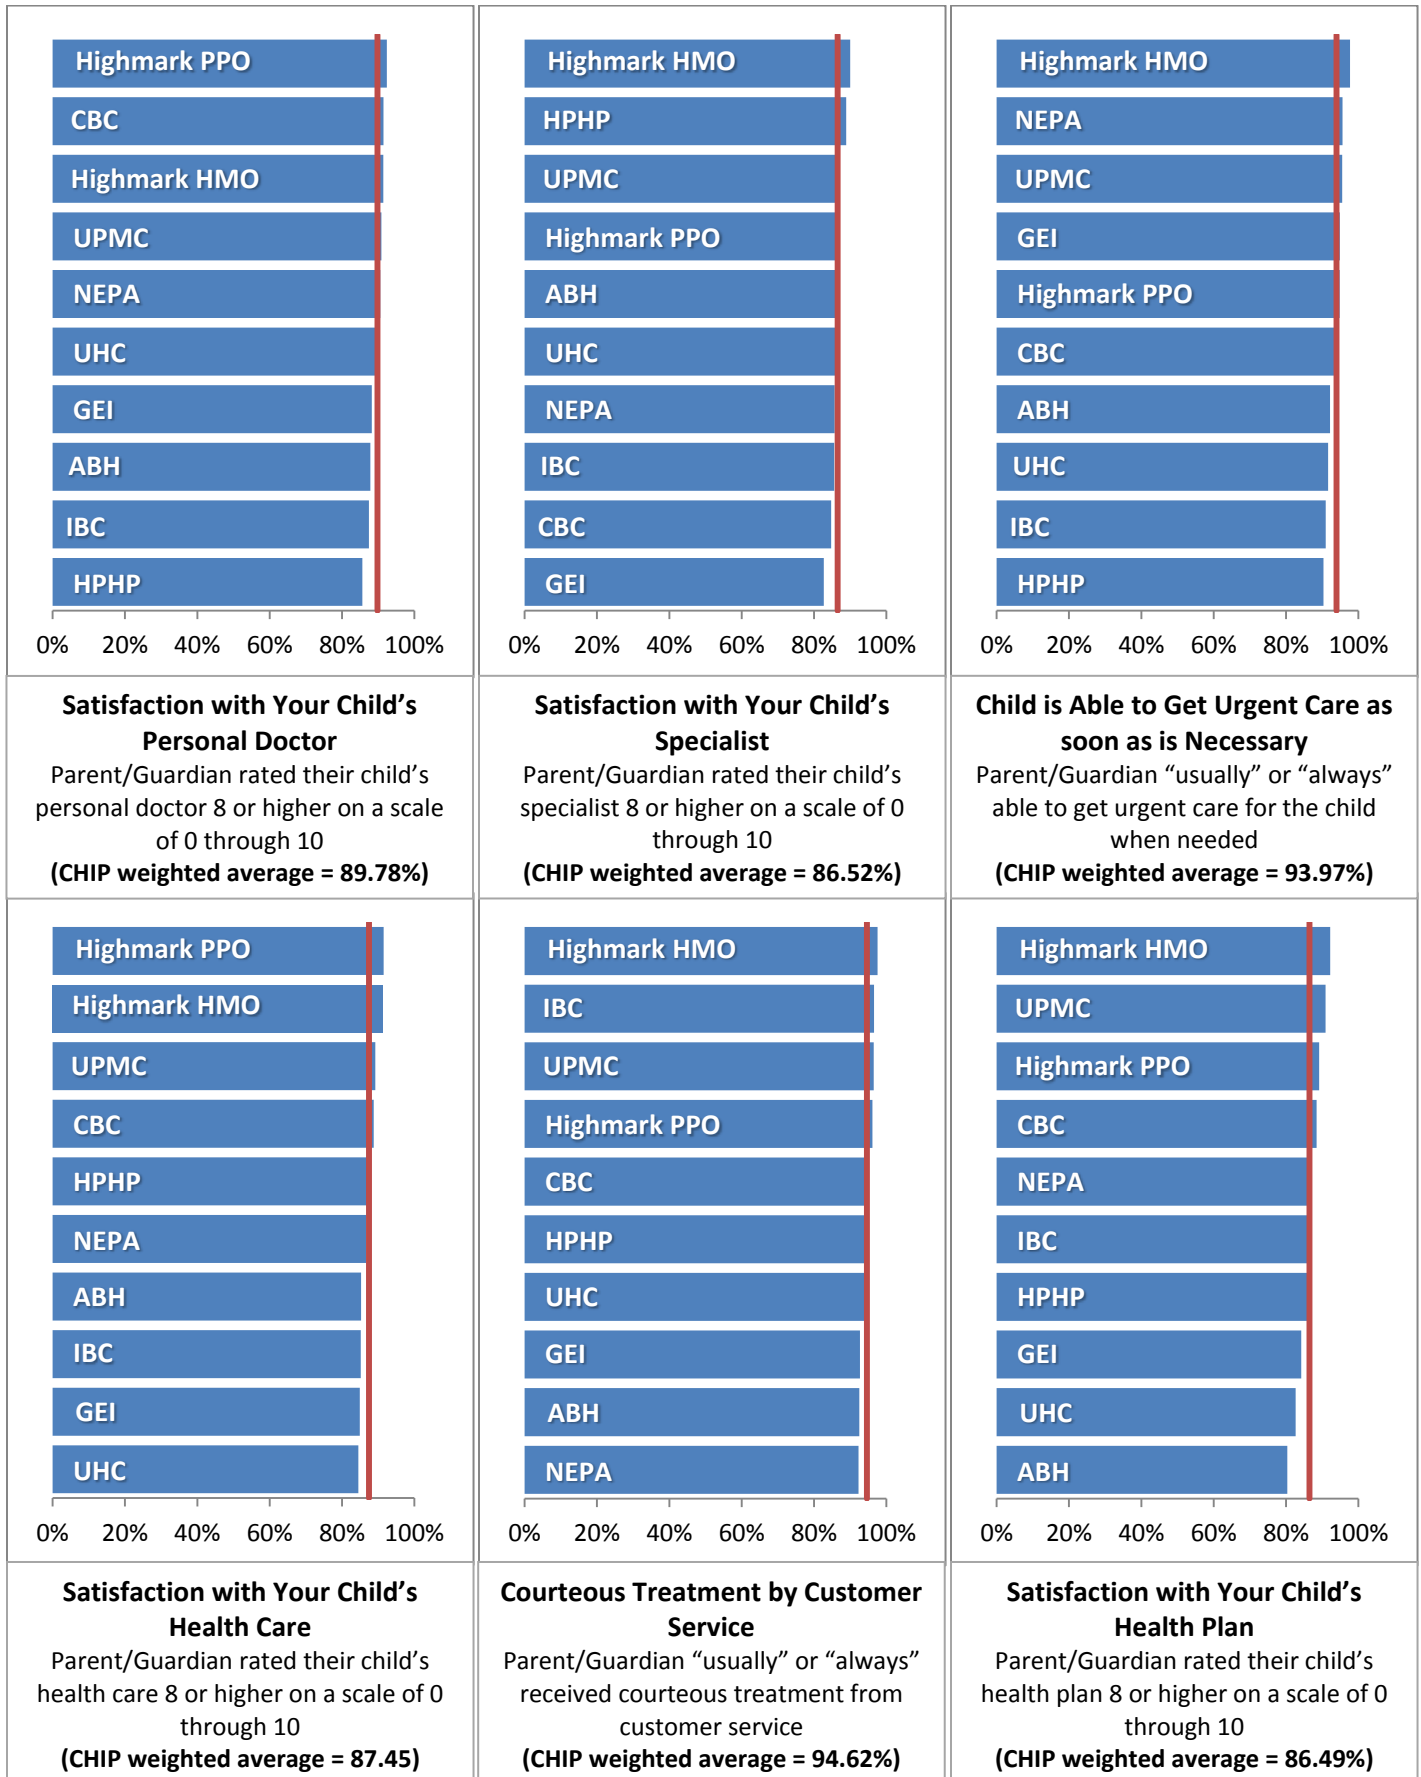 Highmark PPO
CBC
Highmark HMO
UPMC
NEPA
UHC
GEI
ABH
IBC
HPHP
0% 20% 40% 60% 80% 100%
Satisfaction with Your Child’s
Personal Doctor
Parent/Guardian rated their child’s
personal doctor 8 or higher on a scale
of 0 through 10
(CHIP weighted average = 89.78%)
Highmark HMO
HPHP
UPMC
Highmark PPO
ABH
UHC
NEPA
IBC
CBC
GEI
0% 20% 40% 60% 80% 100%
Satisfaction with Your Child’s
Specialist
Parent/Guardian rated their child’s
specialist 8 or higher on a scale of 0
through 10
(CHIP weighted average = 86.52%)
Highmark HMO
NEPA
UPMC
GEI
Highmark PPO
CBC
ABH
UHC
IBC
HPHP
0% 20% 40% 60% 80% 100%
Child is Able to Get Urgent Care as
soon as is Necessary
Parent/Guardian “usually” or “always”
able to get urgent care for the child
when needed
(CHIP weighted average = 93.97%)
Highmark PPO
Highmark HMO
UPMC
CBC
HPHP
NEPA
ABH
IBC
GEI
UHC
0% 20% 40% 60% 80% 100%
Satisfaction with Your Child’s
Health Care
Parent/Guardian rated their child’s
health care 8 or higher on a scale of 0
through 10
(CHIP weighted average = 87.45)
Highmark HMO
IBC
UPMC
Highmark PPO
CBC
HPHP
UHC
GEI
ABH
NEPA
0% 20% 40% 60% 80% 100%
Courteous Treatment by Customer
Service
Parent/Guardian “usually” or “always”
received courteous treatment from
customer service
(CHIP weighted average = 94.62%)
Highmark HMO
UPMC
Highmark PPO
CBC
NEPA
IBC
HPHP
GEI
UHC
ABH
0% 20% 40% 60% 80% 100%
Satisfaction with Your Child’s
Health Plan
Parent/Guardian rated their child’s
health plan 8 or higher on a scale of 0
through 10
(CHIP weighted average = 86.49%)